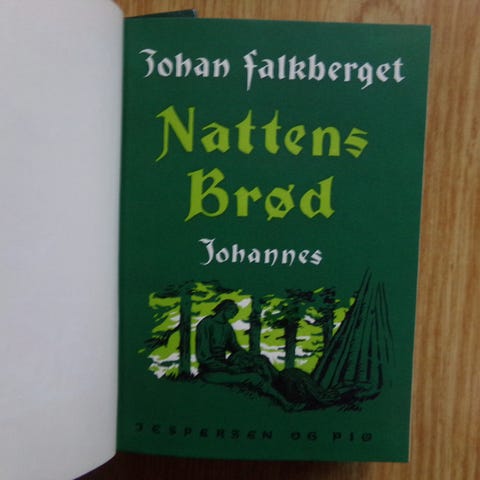 Johan Falkberget
Nattens
Brød
Johannes
JESPERSEN OG PIO